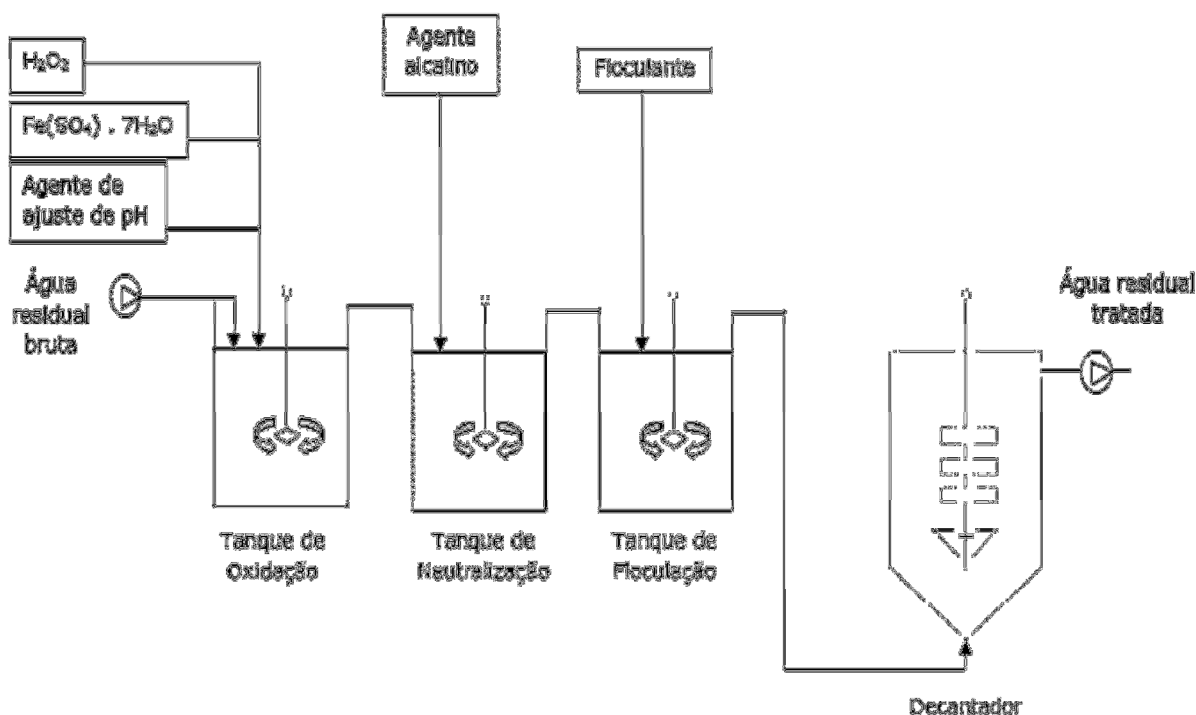 H₂O₂
Fe(SO₄) . 7H₂O
Agente de
ajuste de pH
Agente
alcalino
Floculante
Água
residual
bruta
Água residual
tratada
Tanque de
Oxidação
Tanque de
Neutralização
Tanque de
Floculação
Decantador